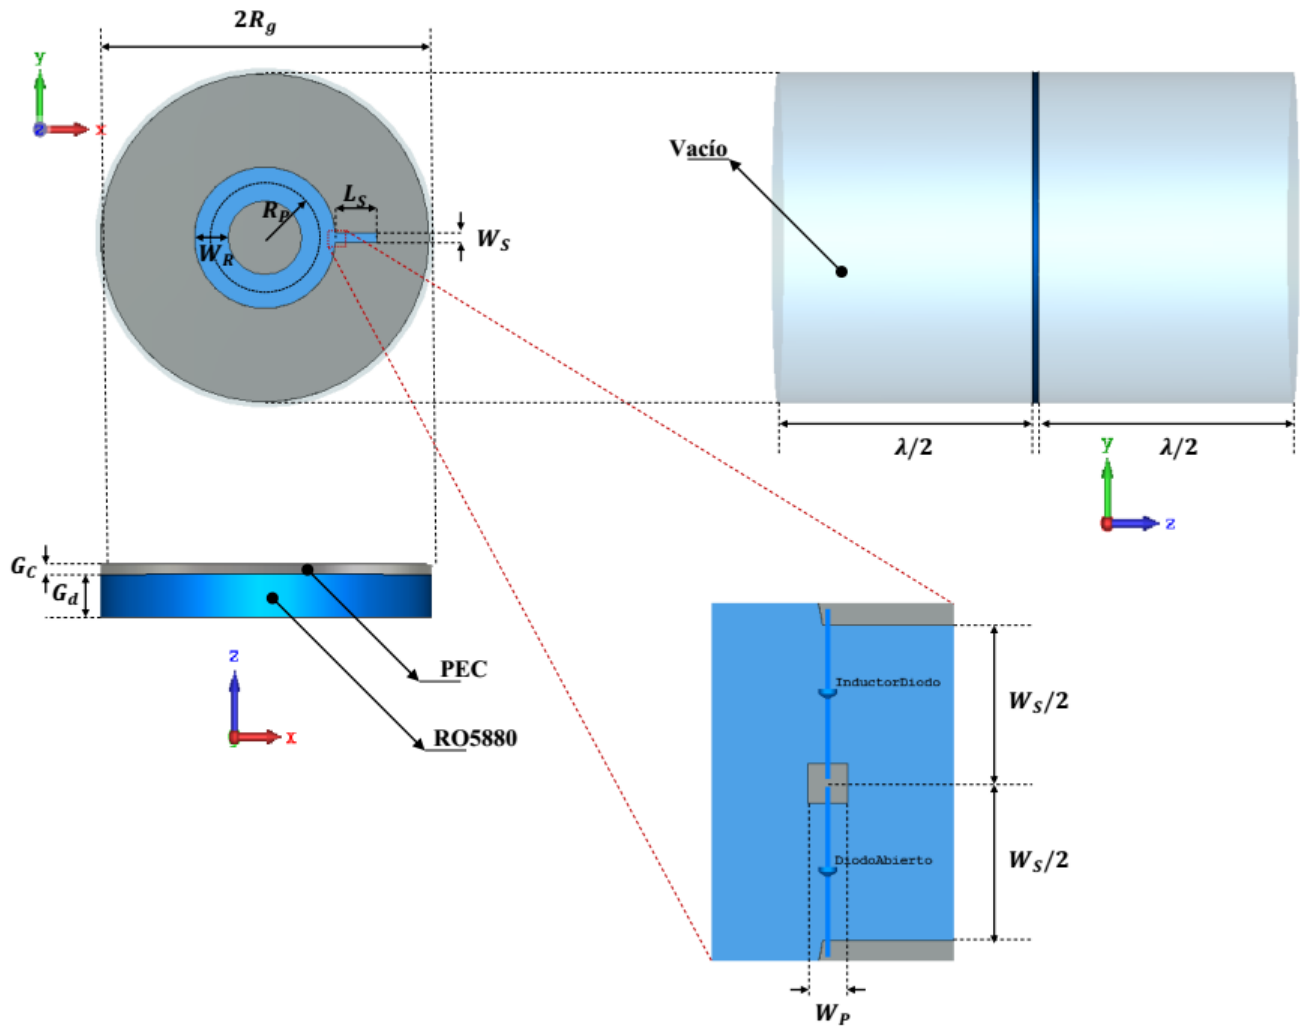 2R_g
y
z
x
R_P
L_S
W_R
W_S
Vacío
λ/2
λ/2
y
z
G_C
G_d
PEC
RO5880
z
x
InductorDiodo
W_S/2
DiodoAbierto
W_S/2
W_P